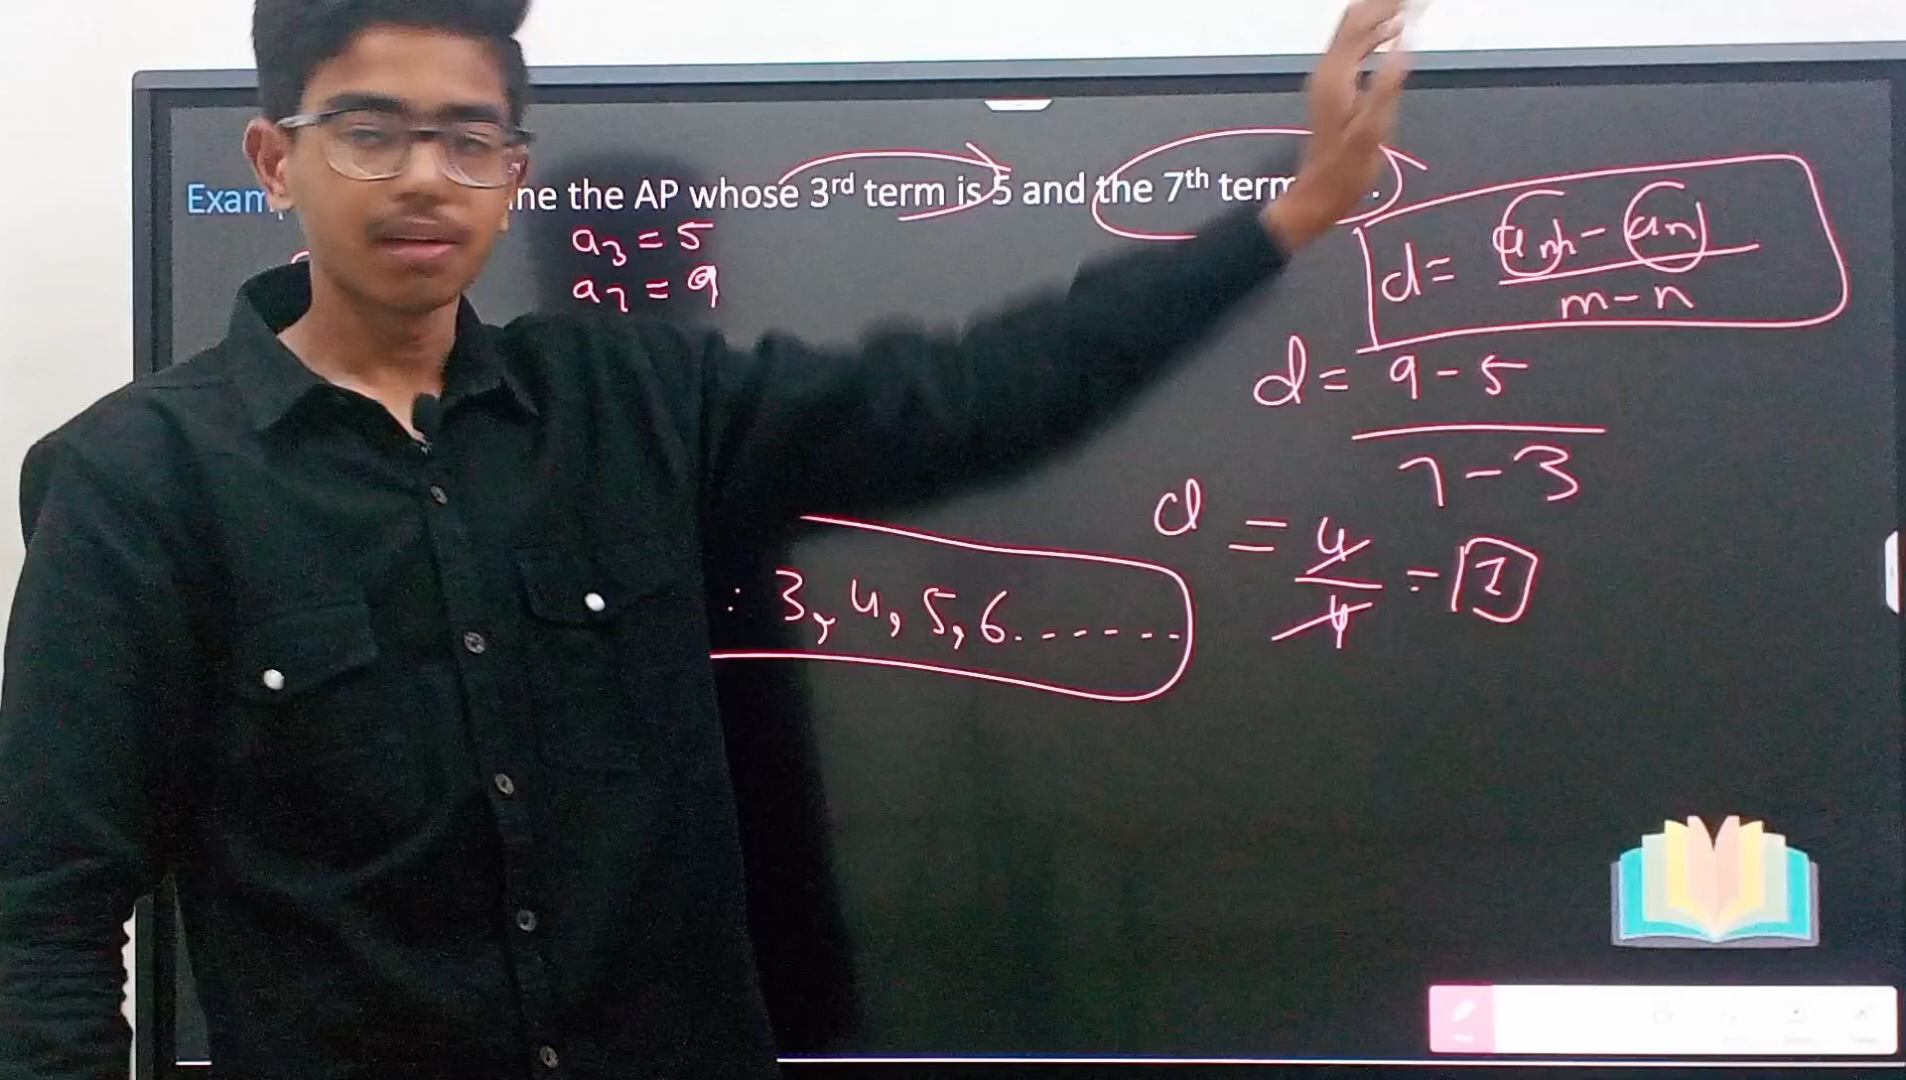 Exam ne the AP whose 3rd term is 5 and the 7th term .
a3 = 5
a7 = 9
d = am - an
m - n
d = 9 - 5
7 - 3
d = 4
4
= 1
: 3, 4, 5, 6.......